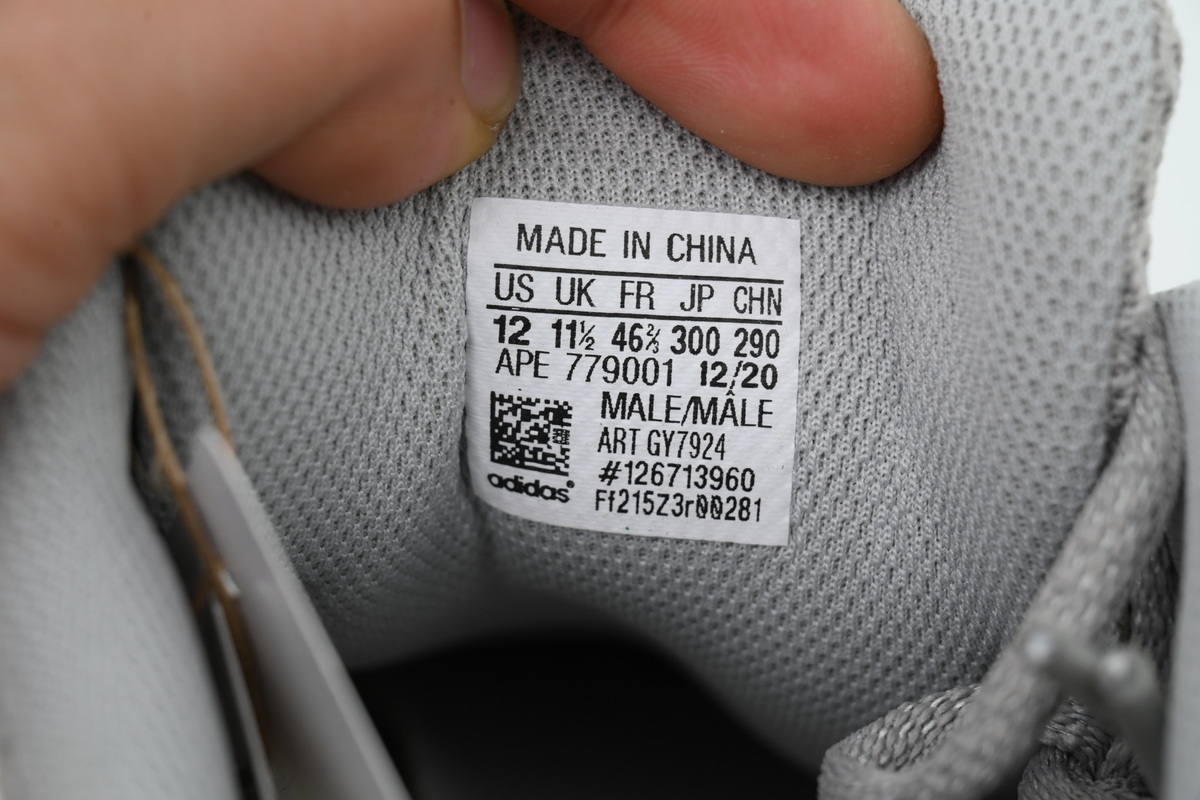 MADE IN CHINA
US UK FR JP CHN
12 11½ 46⅔ 300 290
APE 779001 12/20
MALE/MÂLE
ART GY7924
#126713960
Ff215Z3r00281
adidas®